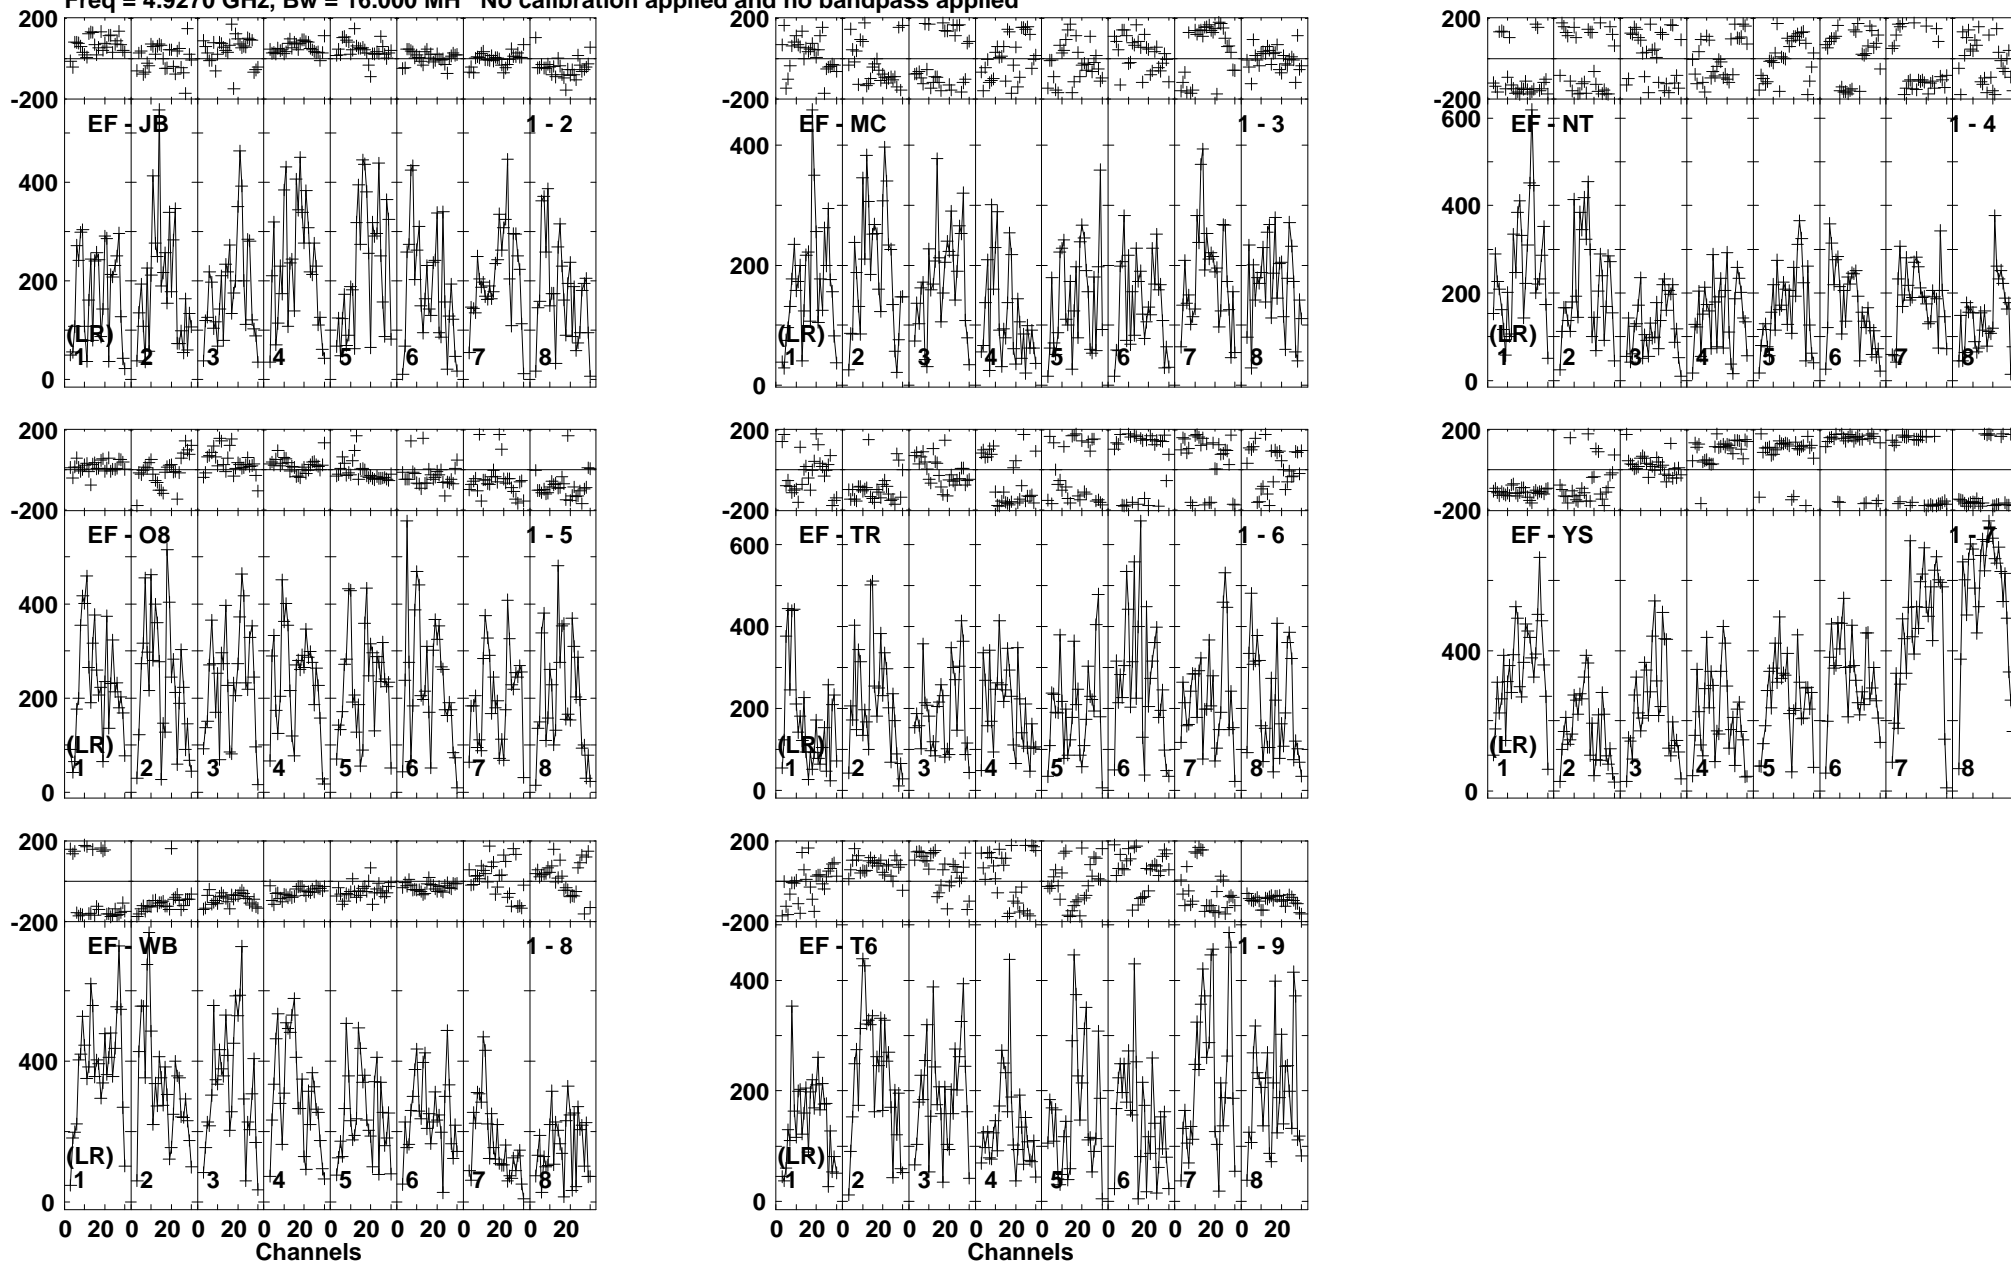 Freq = 4.9270 GHz, Bw = 16.000 MH No calibration applied and no bandpass applied
200
-200
EF - JB 1 - 2
400
200
0
(LR)
1 2 3 4 5 6 7 8
200
-200
EF - MC 1 - 3
400
200
0
(LR)
1 2 3 4 5 6 7 8
200
-200
600
EF - NT 1 - 4
400
200
0
(LR)
1 2 3 4 5 6 7 8
200
-200
EF - O8 1 - 5
400
200
0
(LR)
1 2 3 4 5 6 7 8
200
-200
EF - TR 1 - 6
600
400
200
0
(LR)
1 2 3 4 5 6 7 8
200
-200
EF - YS 1 - 7
400
0
(LR)
1 2 3 4 5 6 7 8
200
-200
EF - WB 1 - 8
400
0
(LR)
1 2 3 4 5 6 7 8
0 20 0 20 0 20 0 20 0 20 0 20 0 20 0 20
Channels
200
-200
EF - T6 1 - 9
400
200
0
(LR)
1 2 3 4 5 6 7 8
0 20 0 20 0 20 0 20 0 20 0 20 0 20 0 20
Channels